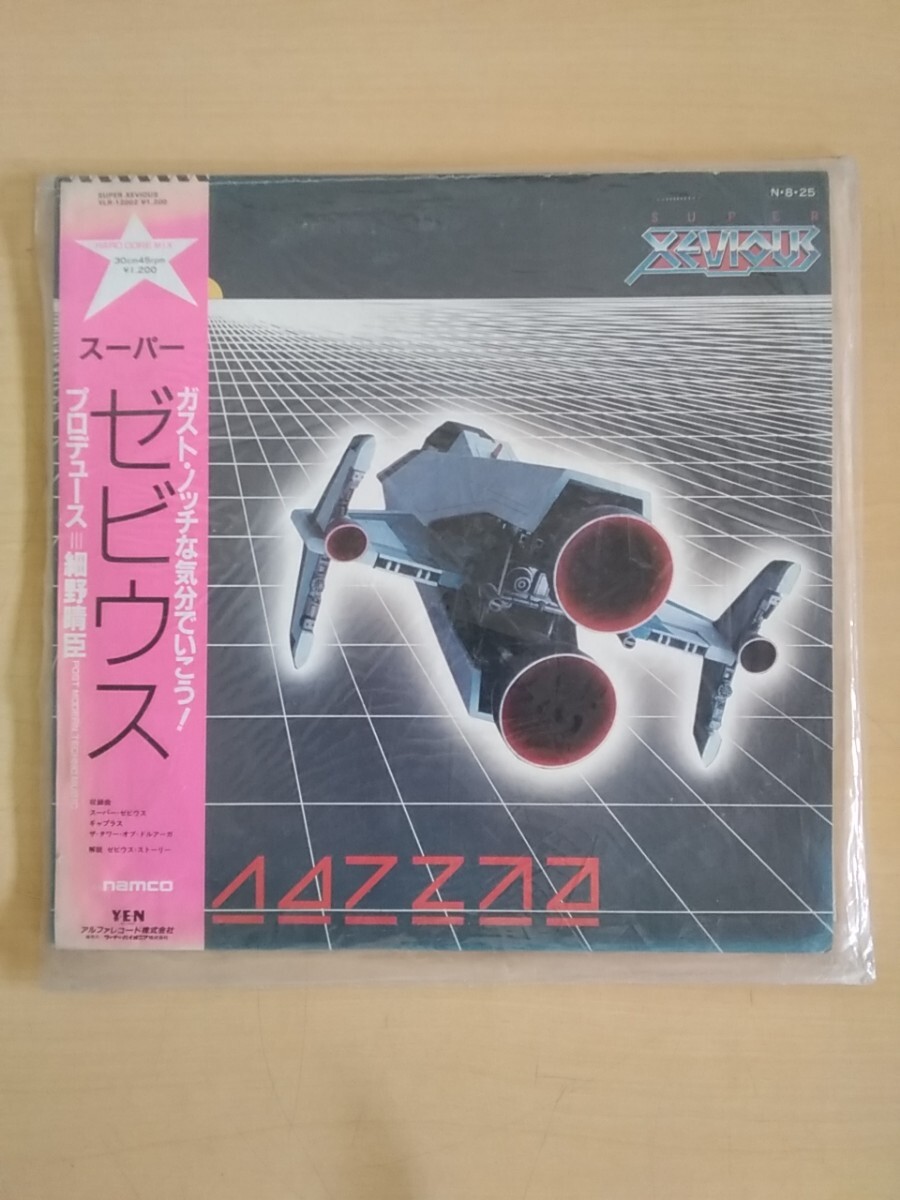 SUPER XEVIOUS
YLR-12002 ¥1,200
30cm45rpm
¥1,200
スーパー
ゼビウス
ガスト・ノッチな気分でいこう!
プロデュース=細野晴臣
収録曲
スーパー・ゼビウス
ギャプラス
ザ・タワー・オブ・ドルアーガ
解説 ゼビウス・ストーリー
namco
YEN
アルファレコード株式会社
N・8・25
SUPER
XEVIOUS